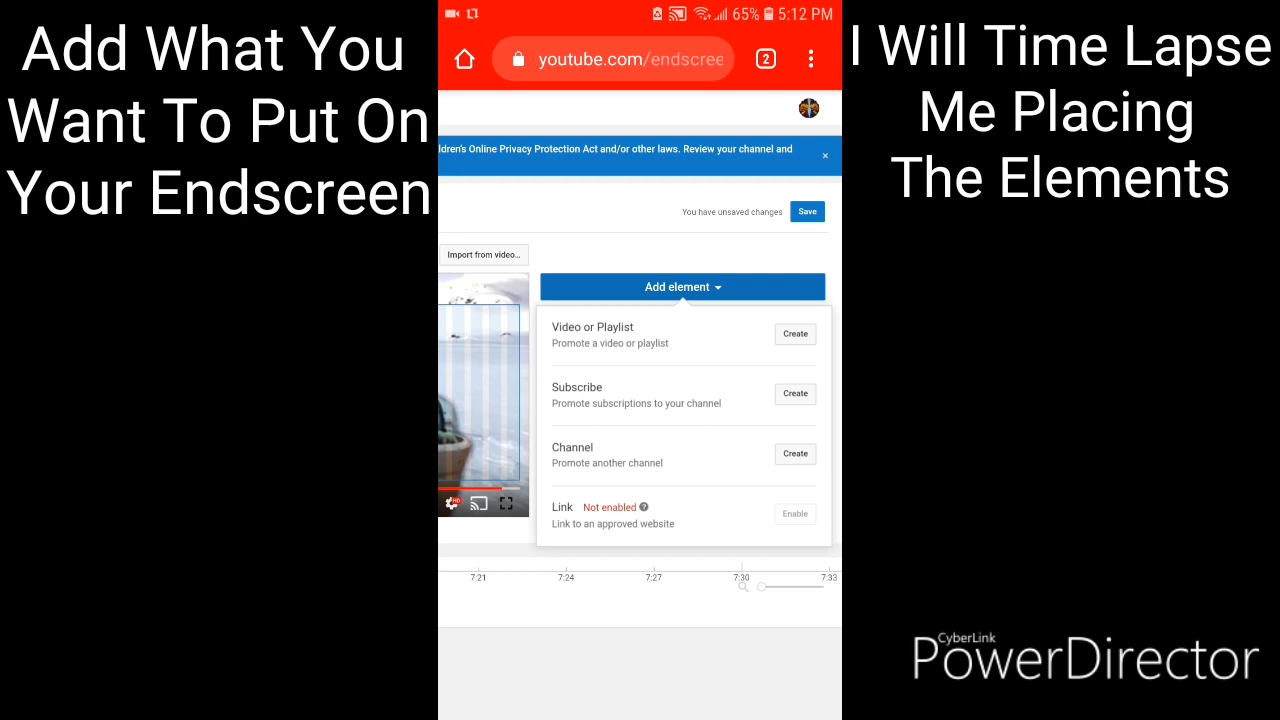 Add What You
Want To Put On
Your Endscreen
65% 5:12 PM
youtube.com/endscree
2
ldren's Online Privacy Protection Act and/or other laws. Review your channel and
×
You have unsaved changes
Save
Import from video...
Add element
Video or Playlist
Promote a video or playlist
Create
Subscribe
Promote subscriptions to your channel
Create
Channel
Promote another channel
Create
Link Not enabled ?
Link to an approved website
Enable
HD
7:21 7:24 7:27 7:30 7:33
I Will Time Lapse
Me Placing
The Elements
CyberLink
PowerDirector